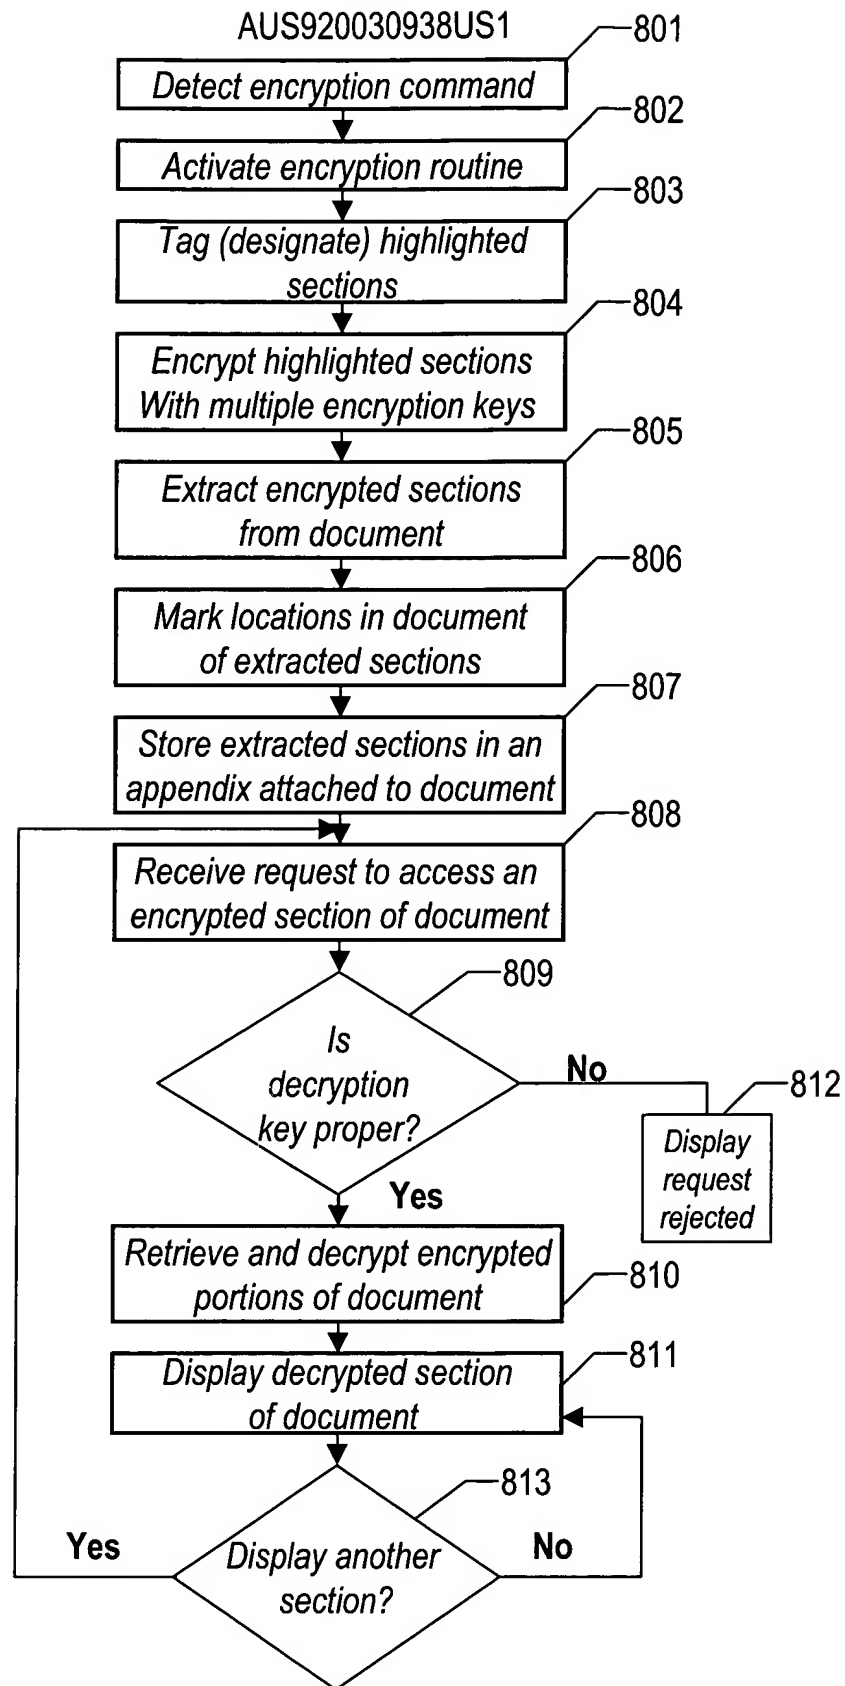 AUS920030938US1
801
Detect encryption command
802
Activate encryption routine
803
Tag (designate) highlighted
sections
804
Encrypt highlighted sections
With multiple encryption keys
805
Extract encrypted sections
from document
806
Mark locations in document
of extracted sections
807
Store extracted sections in an
appendix attached to document
808
Receive request to access an
encrypted section of document
809
Is
decryption
key proper?
No
812
Display
request
rejected
Yes
Retrieve and decrypt encrypted
portions of document
810
811
Display decrypted section
of document
813
Yes
Display another
section?
No